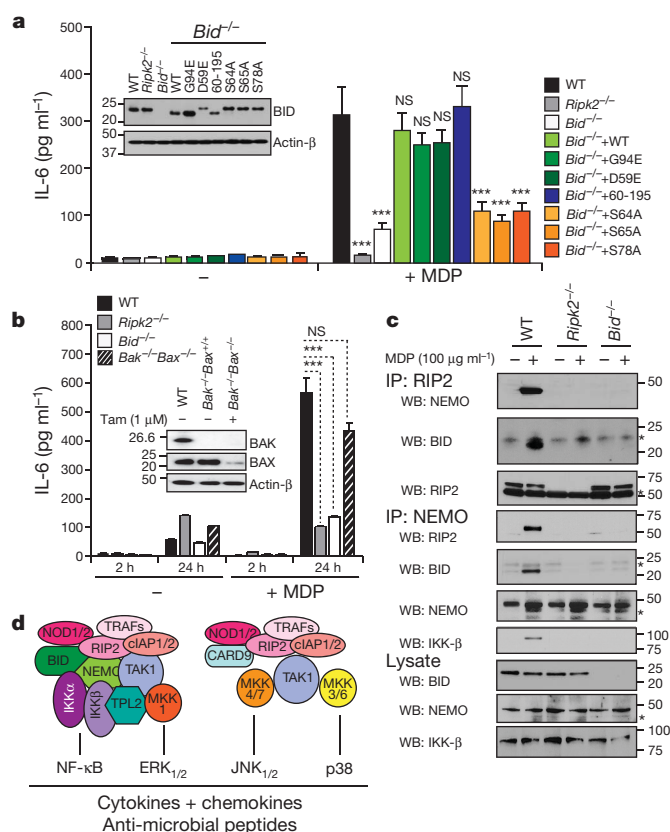 a
500
400
300
200
100
0
IL-6 (pg ml⁻¹)
Bid⁻/⁻
WT
Ripk2⁻/⁻
Bid⁻/⁻
WT
G94E
D59E
60-195
S64A
S65A
S78A
25
20
BID
50
37
Actin-β
NS
NS
NS
NS
***
***
***
***
***
–
+ MDP
WT
Ripk2⁻/⁻
Bid⁻/⁻
Bid⁻/⁻+WT
Bid⁻/⁻+G94E
Bid⁻/⁻+D59E
Bid⁻/⁻+60-195
Bid⁻/⁻+S64A
Bid⁻/⁻+S65A
Bid⁻/⁻+S78A
b
WT
Ripk2⁻/⁻
Bid⁻/⁻
Bak⁻/⁻Bax⁻/⁻
800
700
600
500
400
300
200
100
0
IL-6 (pg ml⁻¹)
WT
Bak⁻/⁻Bax⁺/⁺
Bak⁻/⁻Bax⁻/⁻
Tam (1 μM) – – +
26.6
BAK
25
20
BAX
50
Actin-β
NS
***
***
2 h
24 h
2 h
24 h
–
+ MDP
c
WT
Ripk2⁻/⁻
Bid⁻/⁻
MDP (100 μg ml⁻¹) – + – + – +
IP: RIP2
WB: NEMO
50
WB: BID
*
25
20
WB: RIP2
75
*
50
IP: NEMO
WB: RIP2
75
50
WB: BID
*
25
20
WB: NEMO
50
*
WB: IKK-β
100
75
Lysate
WB: BID
25
20
WB: NEMO
50
*
WB: IKK-β
100
75
d
NOD1/2
TRAFs
RIP2
cIAP1/2
BID
NEMO
TAK1
IKKα
IKKβ
TPL2
MKK
1
NF-κB
ERK1/2
NOD1/2
TRAFs
RIP2
cIAP1/2
CARD9
MKK
4/7
TAK1
MKK
3/6
JNK1/2
p38
Cytokines + chemokines
Anti-microbial peptides